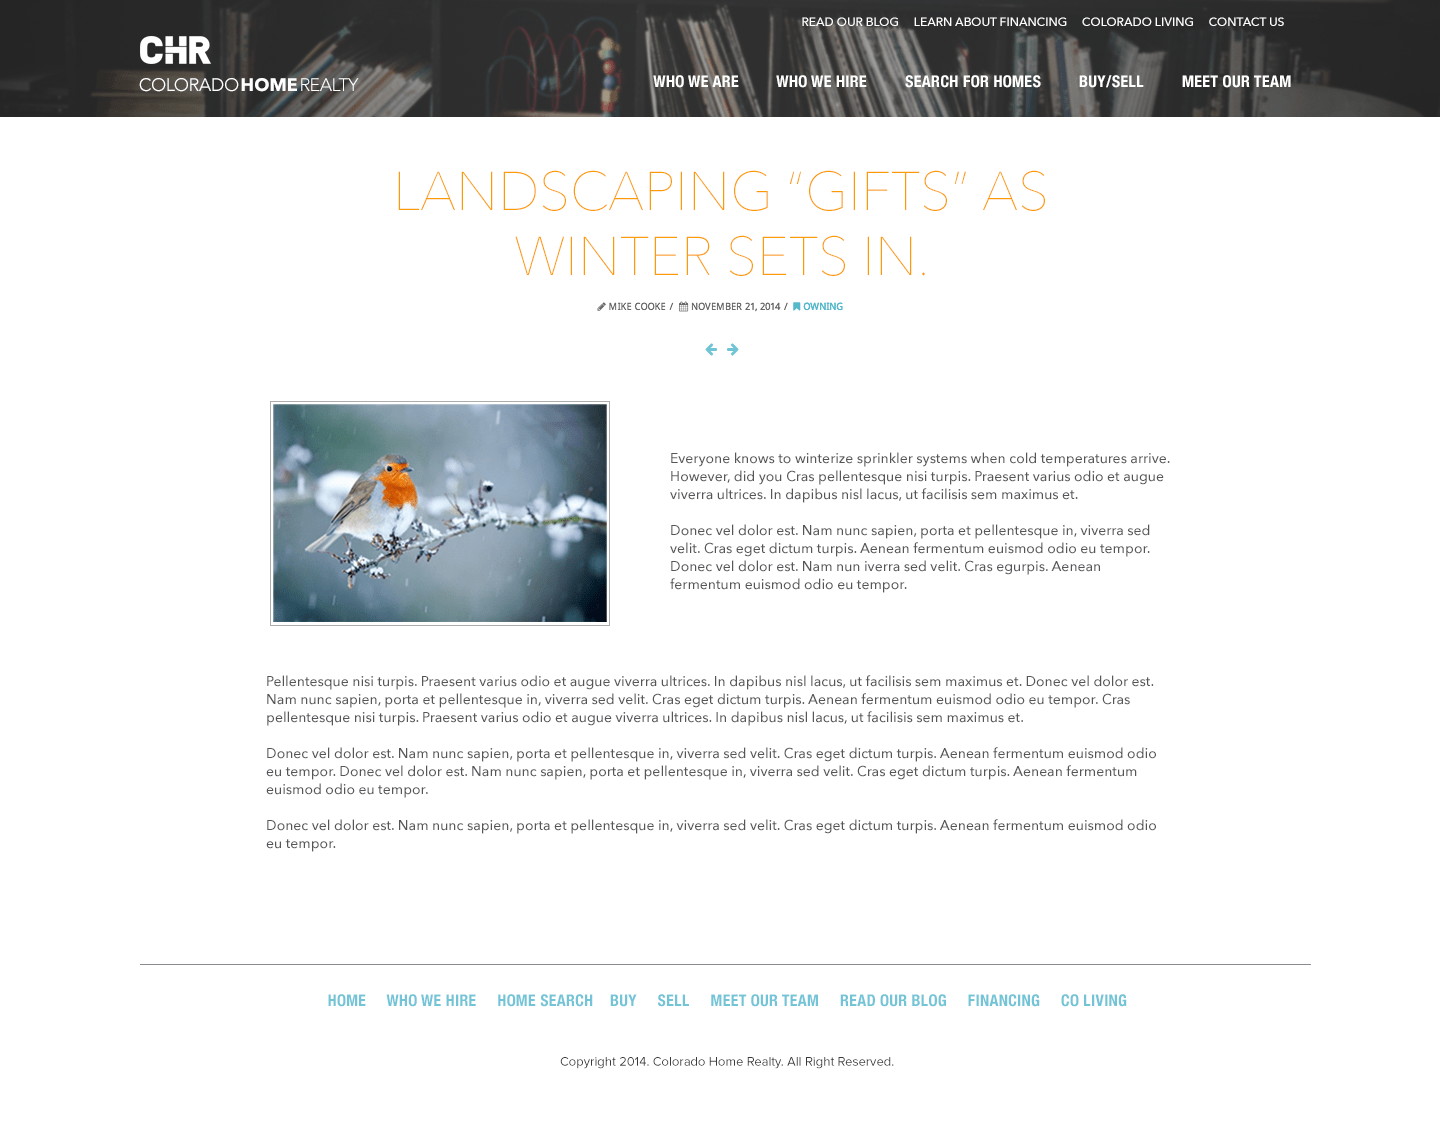 READ OUR BLOG LEARN ABOUT FINANCING COLORADO LIVING CONTACT US
CHR
COLORADOHOMEREALTY
WHO WE ARE WHO WE HIRE SEARCH FOR HOMES BUY/SELL MEET OUR TEAM
LANDSCAPING “GIFTS” AS
WINTER SETS IN.
MIKE COOKE / NOVEMBER 21, 2014 / OWNING
Everyone knows to winterize sprinkler systems when cold temperatures arrive.
However, did you Cras pellentesque nisi turpis. Praesent varius odio et augue
viverra ultrices. In dapibus nisl lacus, ut facilisis sem maximus et.
Donec vel dolor est. Nam nunc sapien, porta et pellentesque in, viverra sed
velit. Cras eget dictum turpis. Aenean fermentum euismod odio eu tempor.
Donec vel dolor est. Nam nun iverra sed velit. Cras egurpis. Aenean
fermentum euismod odio eu tempor.
Pellentesque nisi turpis. Praesent varius odio et augue viverra ultrices. In dapibus nisl lacus, ut facilisis sem maximus et. Donec vel dolor est.
Nam nunc sapien, porta et pellentesque in, viverra sed velit. Cras eget dictum turpis. Aenean fermentum euismod odio eu tempor. Cras
pellentesque nisi turpis. Praesent varius odio et augue viverra ultrices. In dapibus nisl lacus, ut facilisis sem maximus et.
Donec vel dolor est. Nam nunc sapien, porta et pellentesque in, viverra sed velit. Cras eget dictum turpis. Aenean fermentum euismod odio
eu tempor. Donec vel dolor est. Nam nunc sapien, porta et pellentesque in, viverra sed velit. Cras eget dictum turpis. Aenean fermentum
euismod odio eu tempor.
Donec vel dolor est. Nam nunc sapien, porta et pellentesque in, viverra sed velit. Cras eget dictum turpis. Aenean fermentum euismod odio
eu tempor.
HOME WHO WE HIRE HOME SEARCH BUY SELL MEET OUR TEAM READ OUR BLOG FINANCING CO LIVING
Copyright 2014. Colorado Home Realty. All Right Reserved.